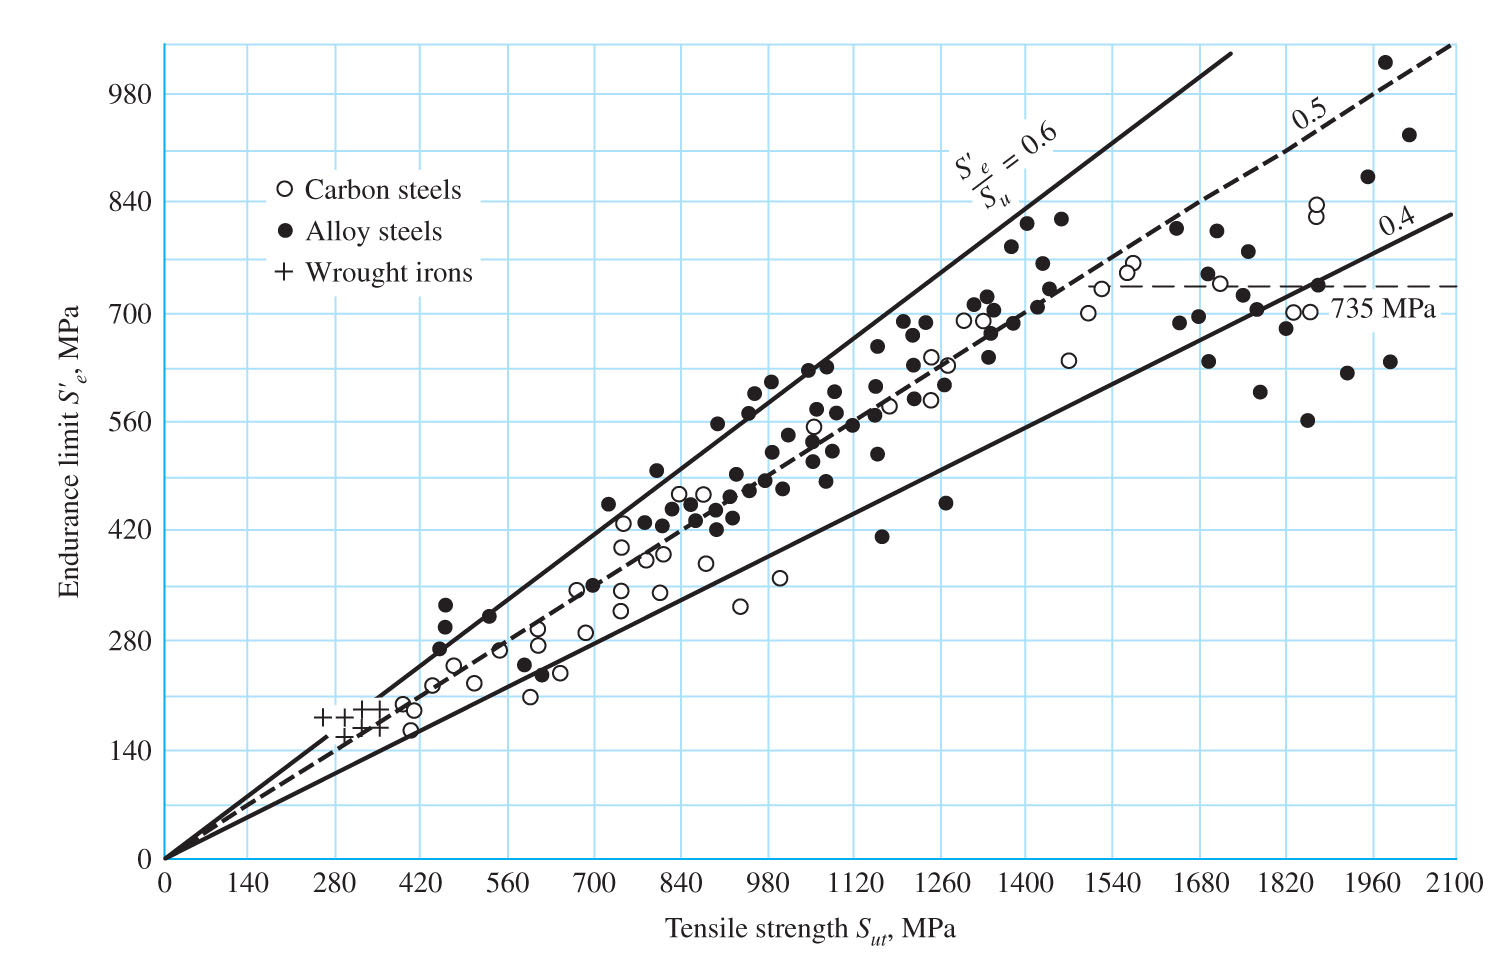 980
840
700
560
420
280
140
0
Endurance limit S′e, MPa
Carbon steels
Alloy steels
Wrought irons
S′e
Su
= 0.6
0.5
0.4
735 MPa
0 140 280 420 560 700 840 980 1120 1260 1400 1540 1680 1820 1960 2100
Tensile strength Sut, MPa